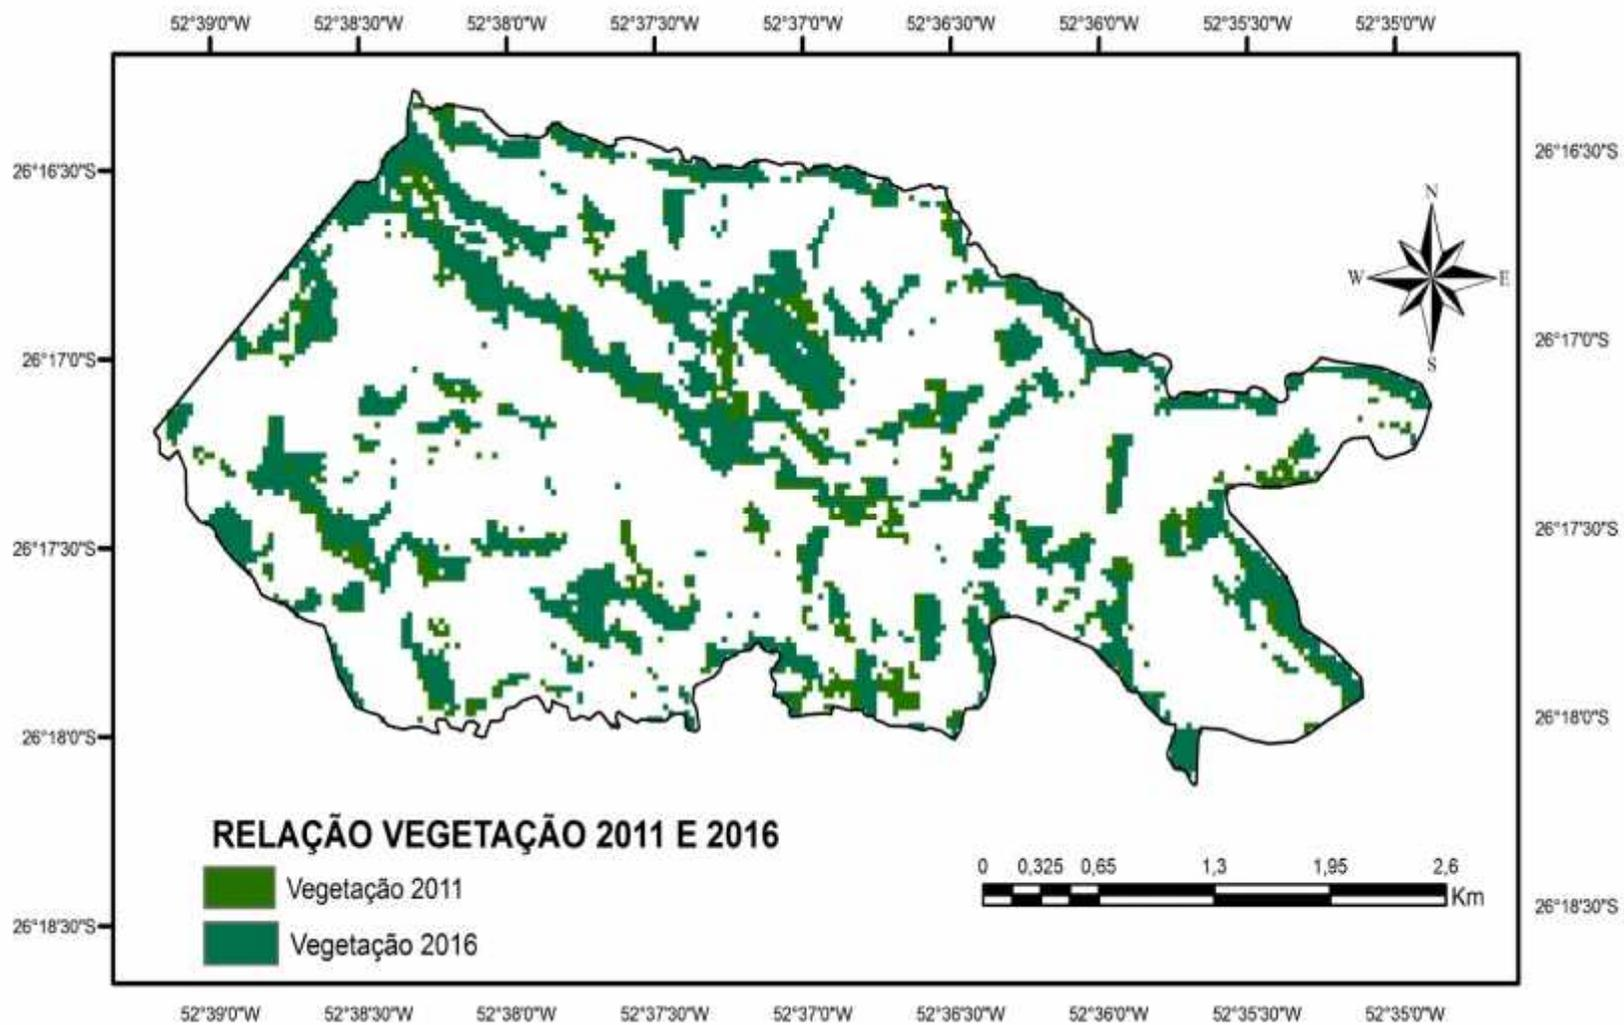 52°39'0"W 52°38'30"W 52°38'0"W 52°37'30"W 52°37'0"W 52°36'30"W 52°36'0"W 52°35'30"W 52°35'0"W
26°16'30"S 26°16'30"S
N
W E
S
26°17'0"S 26°17'0"S
26°17'30"S 26°17'30"S
26°18'0"S 26°18'0"S
RELAÇÃO VEGETAÇÃO 2011 E 2016
0 0,325 0,65 1,3 1,95 2,6
Km
Vegetação 2011
26°18'30"S 26°18'30"S
Vegetação 2016
52°39'0"W 52°38'30"W 52°38'0"W 52°37'30"W 52°37'0"W 52°36'30"W 52°36'0"W 52°35'30"W 52°35'0"W